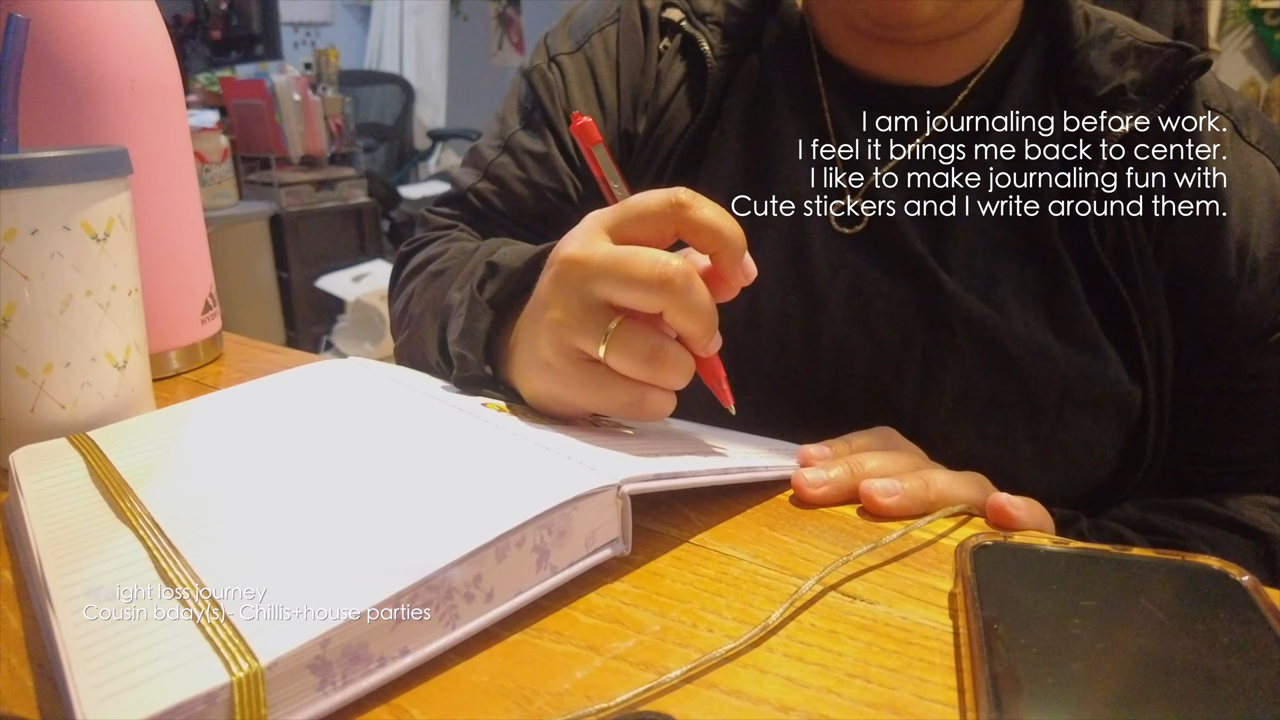 I am journaling before work.
I feel it brings me back to center.
I like to make journaling fun with
Cute stickers and I write around them.
ight loss journey
Cousin bday(s)- Chillis+house parties